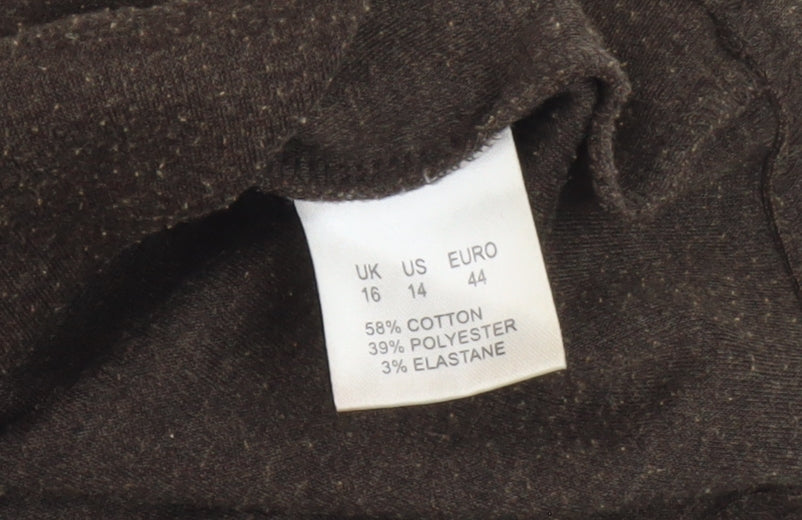 UK US EURO
16 14 44
58% COTTON
39% POLYESTER
3% ELASTANE